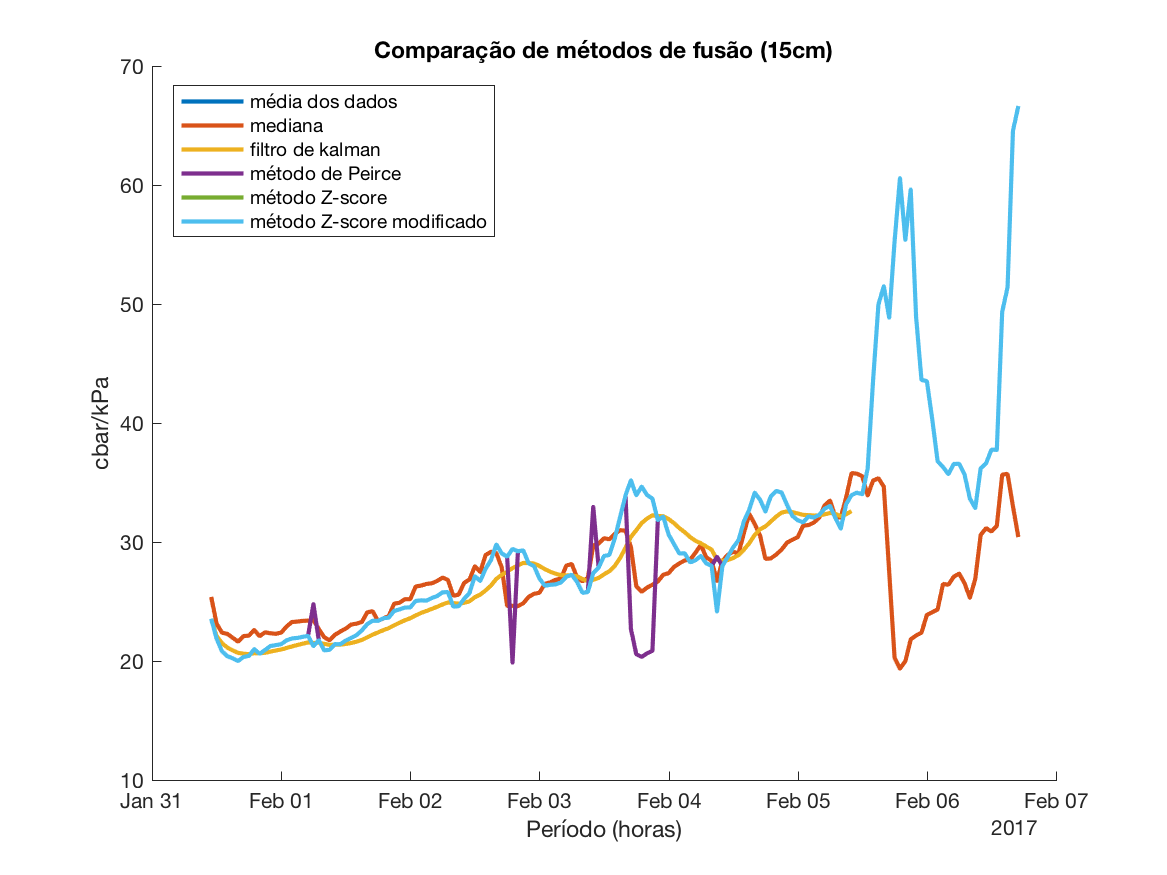 Comparação de métodos de fusão (15cm)
70
60
50
40
30
20
10
cbar/kPa
média dos dados
mediana
filtro de kalman
método de Peirce
método Z-score
método Z-score modificado
Jan 31
Feb 01
Feb 02
Feb 03
Feb 04
Feb 05
Feb 06
Feb 07
Período (horas)
2017